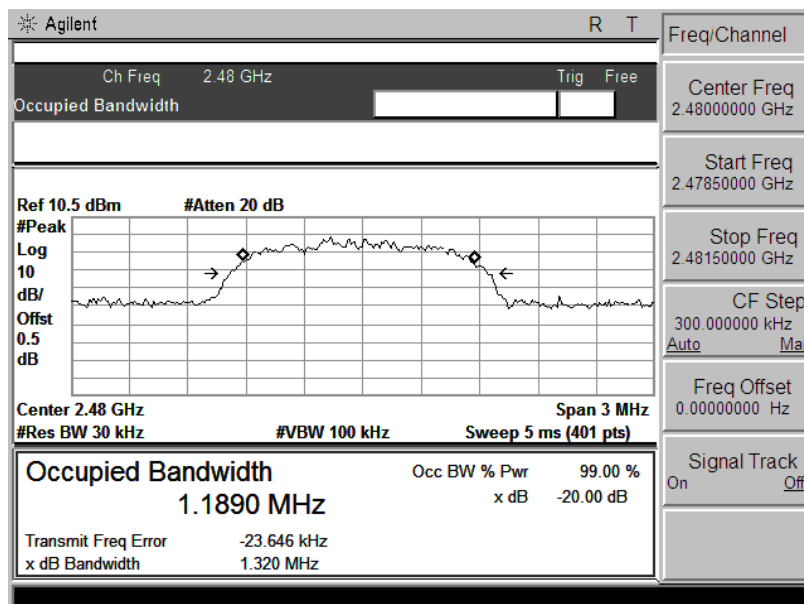 Agilent R T
Freq/Channel
Ch Freq 2.48 GHz Trig Free
Occupied Bandwidth
Center Freq
2.48000000 GHz
Start Freq
2.47850000 GHz
Stop Freq
2.48150000 GHz
CF Step
300.000000 kHz
Auto Ma
Freq Offset
0.00000000 Hz
Signal Track
On Off
Ref 10.5 dBm #Atten 20 dB
#Peak
Log
10
dB/
Offst
0.5
dB
Center 2.48 GHz Span 3 MHz
#Res BW 30 kHz #VBW 100 kHz Sweep 5 ms (401 pts)
Occupied Bandwidth Occ BW % Pwr 99.00 %
1.1890 MHz x dB -20.00 dB
Transmit Freq Error -23.646 kHz
x dB Bandwidth 1.320 MHz